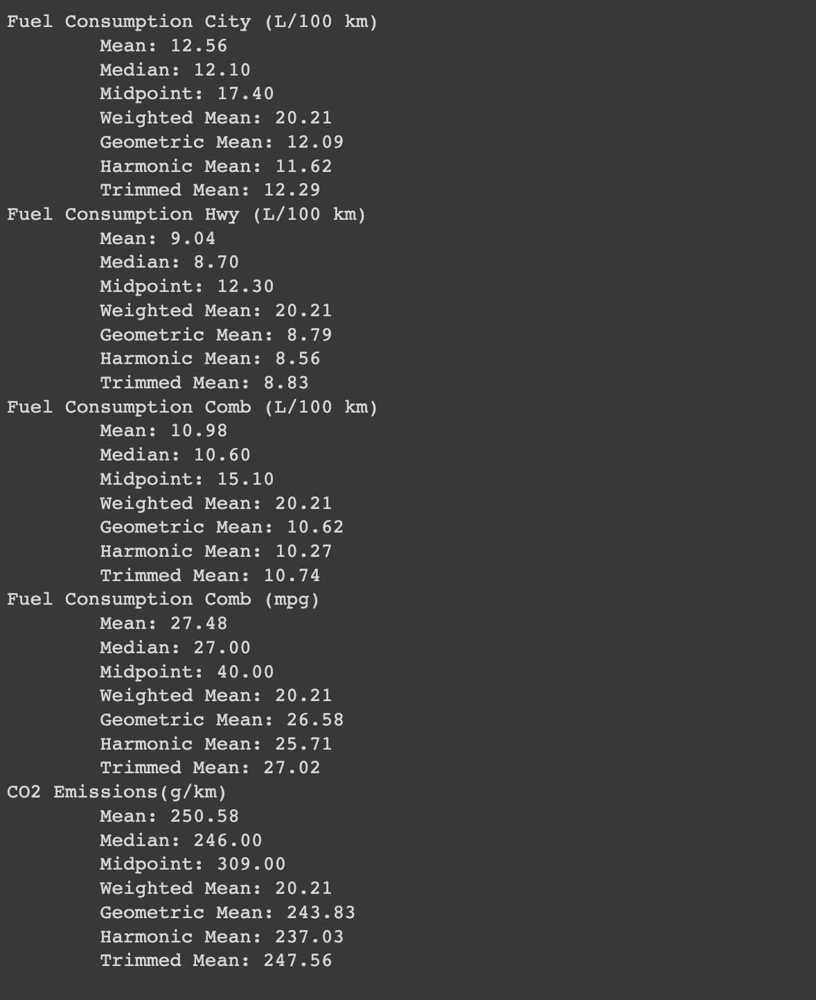 Fuel Consumption City (L/100 km)
Mean: 12.56
Median: 12.10
Midpoint: 17.40
Weighted Mean: 20.21
Geometric Mean: 12.09
Harmonic Mean: 11.62
Trimmed Mean: 12.29
Fuel Consumption Hwy (L/100 km)
Mean: 9.04
Median: 8.70
Midpoint: 12.30
Weighted Mean: 20.21
Geometric Mean: 8.79
Harmonic Mean: 8.56
Trimmed Mean: 8.83
Fuel Consumption Comb (L/100 km)
Mean: 10.98
Median: 10.60
Midpoint: 15.10
Weighted Mean: 20.21
Geometric Mean: 10.62
Harmonic Mean: 10.27
Trimmed Mean: 10.74
Fuel Consumption Comb (mpg)
Mean: 27.48
Median: 27.00
Midpoint: 40.00
Weighted Mean: 20.21
Geometric Mean: 26.58
Harmonic Mean: 25.71
Trimmed Mean: 27.02
CO2 Emissions(g/km)
Mean: 250.58
Median: 246.00
Midpoint: 309.00
Weighted Mean: 20.21
Geometric Mean: 243.83
Harmonic Mean: 237.03
Trimmed Mean: 247.56